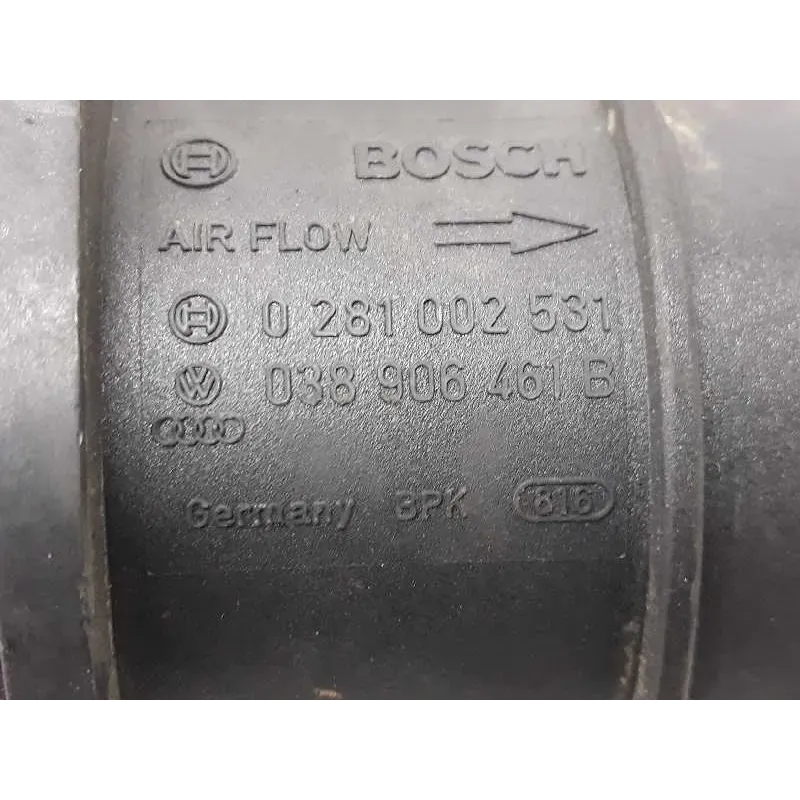 BOSCH
AIR FLOW
0 281 002 531
038 906 461 B
Germany BPK 816